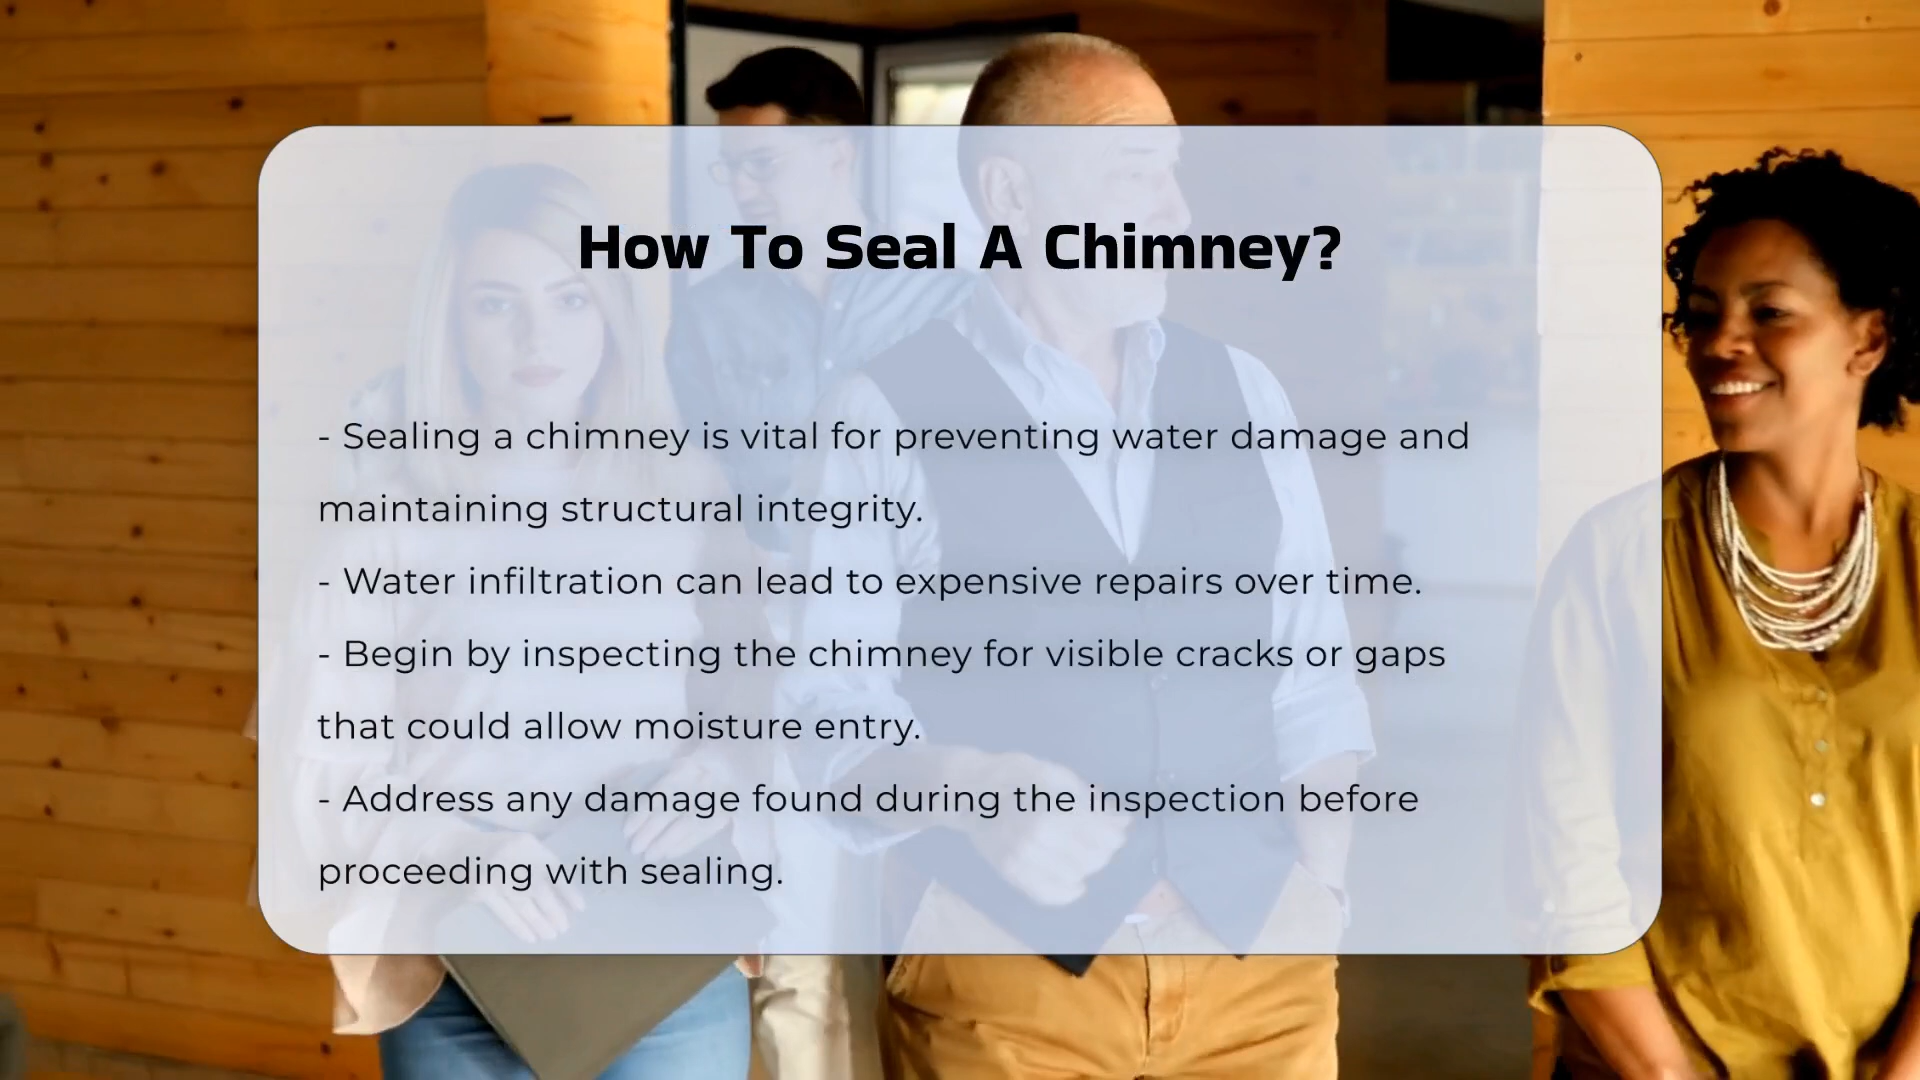 How To Seal A Chimney?
- Sealing a chimney is vital for preventing water damage and
maintaining structural integrity.
- Water infiltration can lead to expensive repairs over time.
- Begin by inspecting the chimney for visible cracks or gaps
that could allow moisture entry.
- Address any damage found during the inspection before
proceeding with sealing.